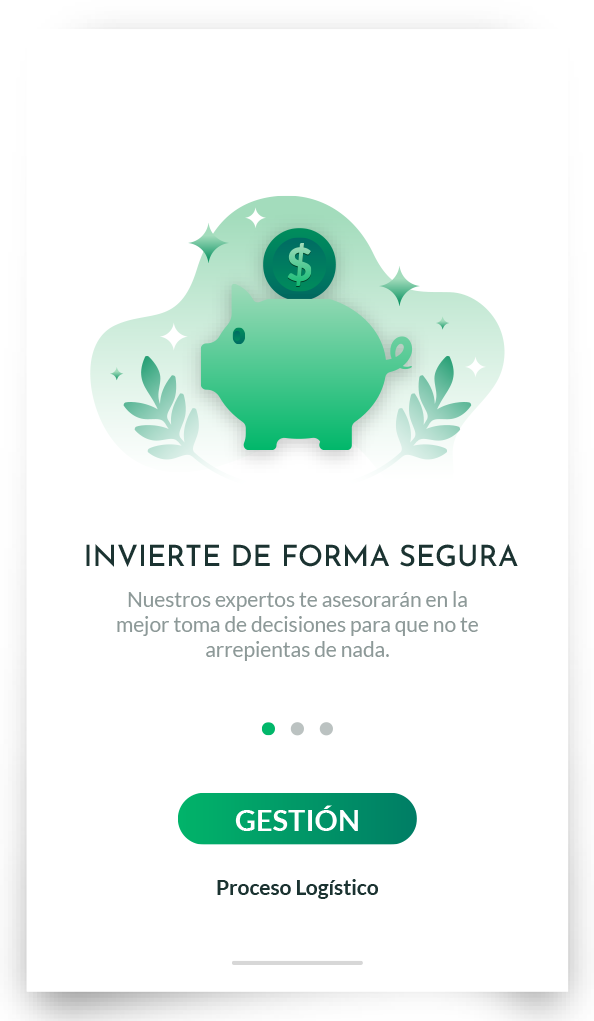 $
INVIERTE DE FORMA SEGURA
Nuestros expertos te asesorarán en la
mejor toma de decisiones para que no te
arrepientas de nada.
GESTIÓN
Proceso Logístico